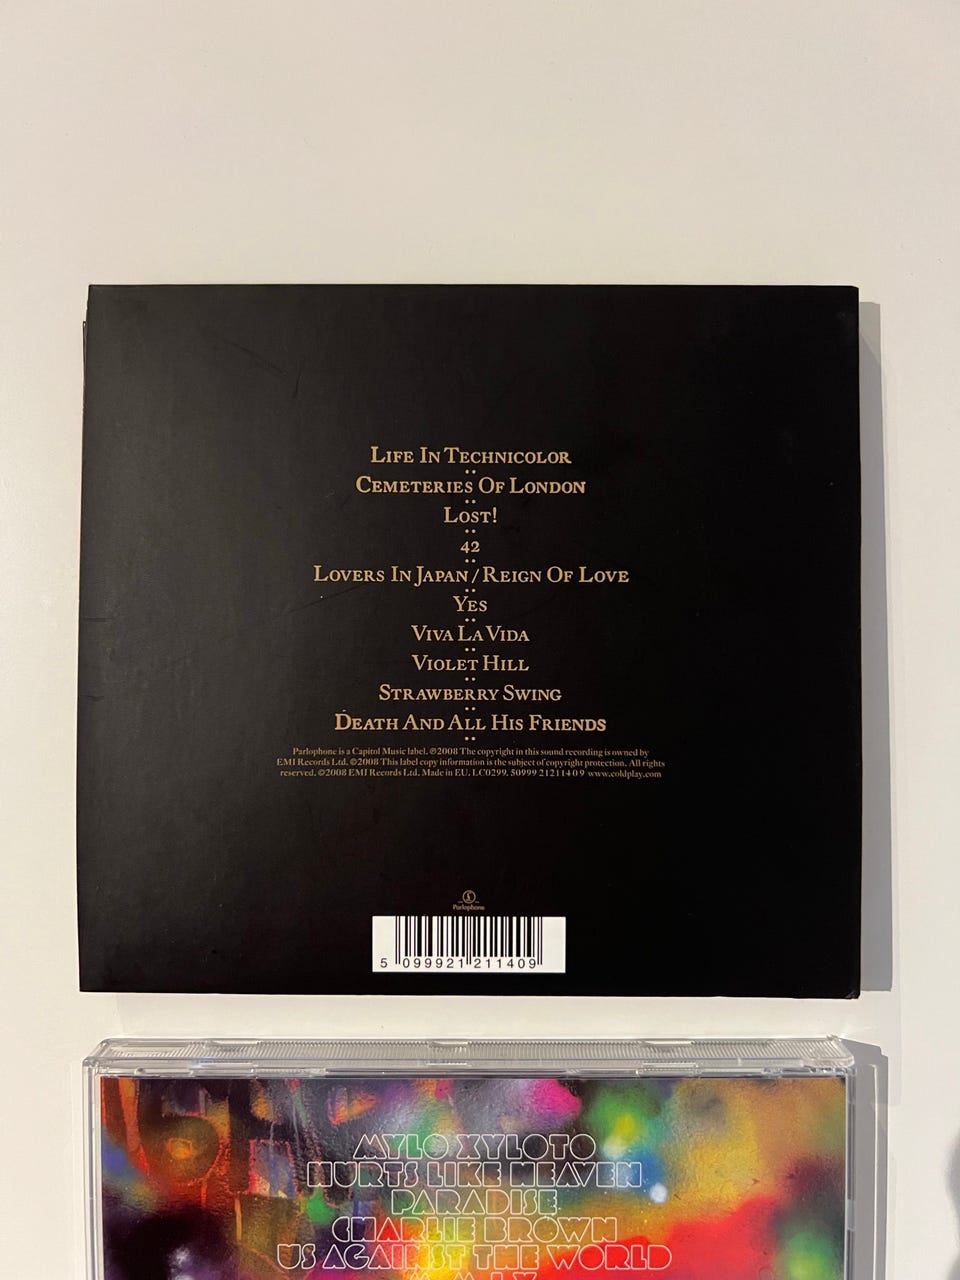 Life In Technicolor
Cemeteries Of London
Lost!
42
Lovers In Japan / Reign Of Love
Yes
Viva La Vida
Violet Hill
Strawberry Swing
Death And All His Friends
Parlophone is a Capitol Music label. ℗2008 The copyright in this sound recording is owned by
EMI Records Ltd. ©2008 This label copy information is the subject of copyright protection. All rights
reserved. ©2008 EMI Records Ltd. Made in EU. LC0299. 50999 212114 0 9 www.coldplay.com
Parlophone
5 099921 211409
MYLO XYLOTO
HURTS LIKE HEAVEN
PARADISE
CHARLIE BROWN
US AGAINST THE WORLD